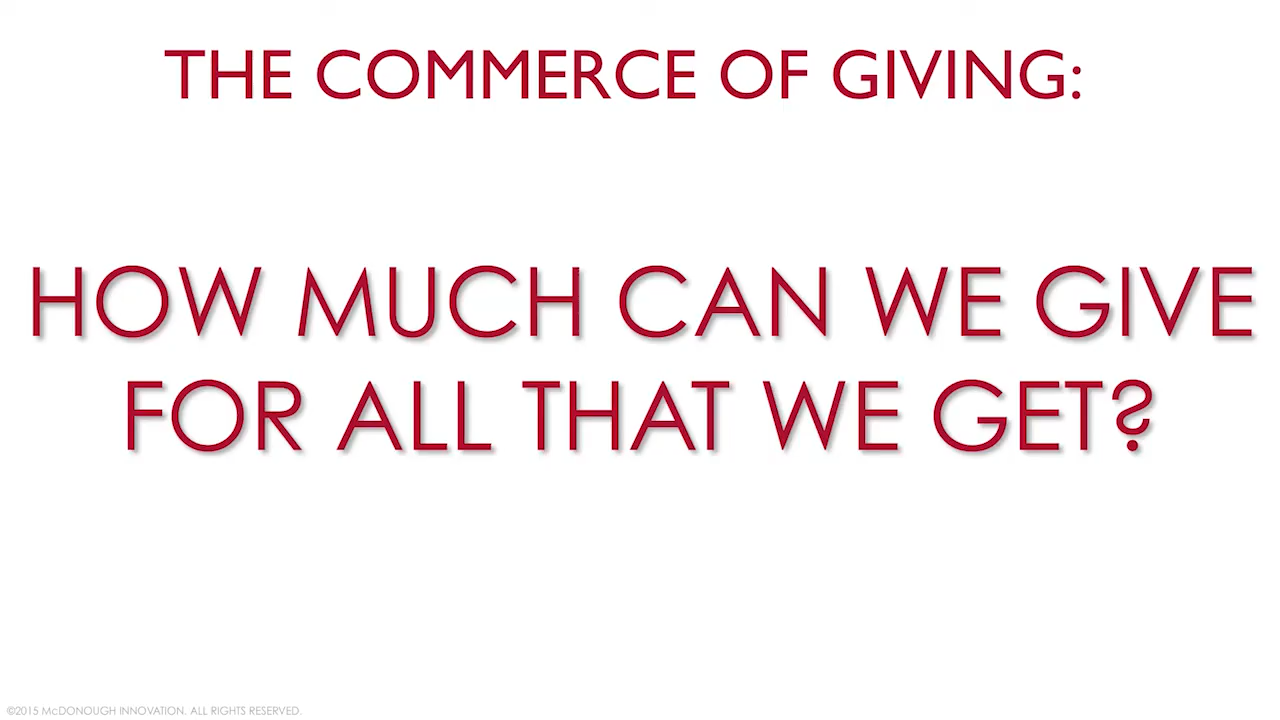 THE COMMERCE OF GIVING:
HOW MUCH CAN WE GIVE
FOR ALL THAT WE GET?
©2015 McDONOUGH INNOVATION. ALL RIGHTS RESERVED.